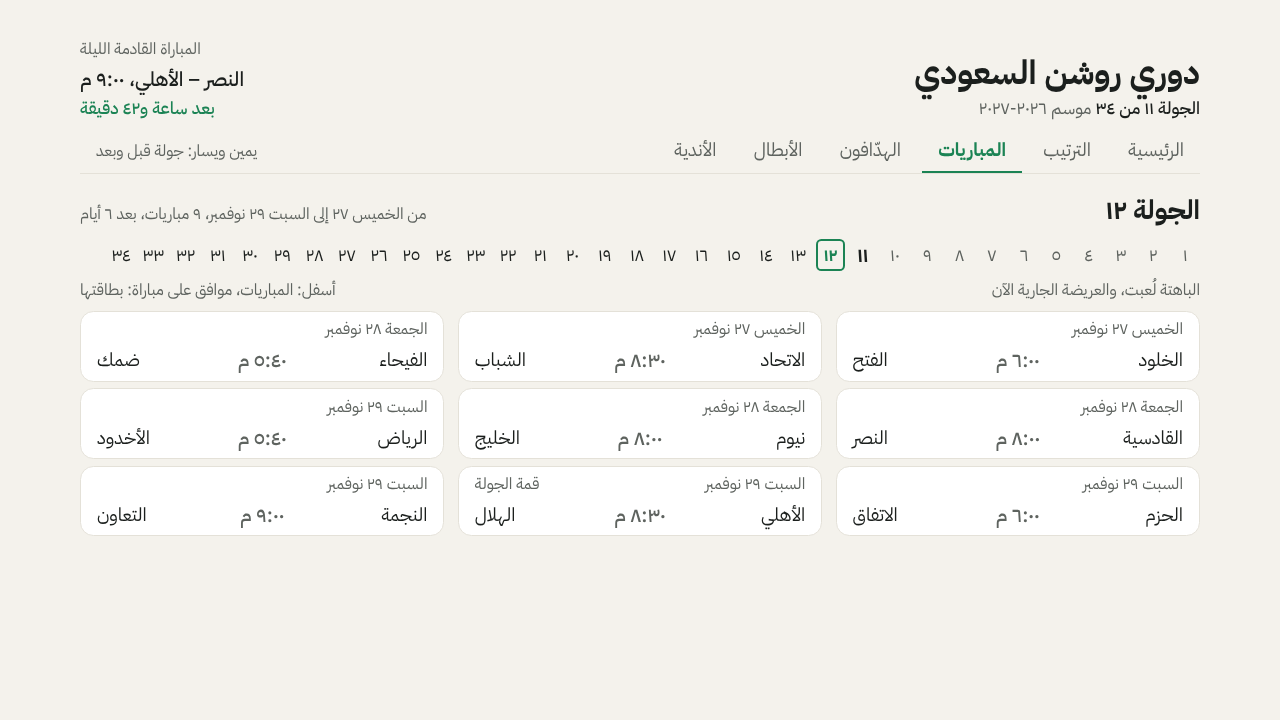 دوري روشن السعودي
الجولة ١١ من ٣٤ موسم ٢٠٢٦-٢٠٢٧
المباراة القادمة الليلة
النصر – الأهلي، ٩:٠٠ م
بعد ساعة و٤٢ دقيقة
الرئيسية الترتيب المباريات الهدّافون الأبطال الأندية
يمين ويسار: جولة قبل وبعد
الجولة ١٢
من الخميس ٢٧ إلى السبت ٢٩ نوفمبر، ٩ مباريات، بعد ٦ أيام
١ ٢ ٣ ٤ ٥ ٦ ٧ ٨ ٩ ١٠ ١١ ١٢ ١٣ ١٤ ١٥ ١٦ ١٧ ١٨ ١٩ ٢٠ ٢١ ٢٢ ٢٣ ٢٤ ٢٥ ٢٦ ٢٧ ٢٨ ٢٩ ٣٠ ٣١ ٣٢ ٣٣ ٣٤
الباهتة لُعبت، والعريضة الجارية الآن
أسفل: المباريات، موافق على مباراة: بطاقتها
الخميس ٢٧ نوفمبر
الخلود ٦:٠٠ م الفتح
الخميس ٢٧ نوفمبر
الاتحاد ٨:٣٠ م الشباب
الجمعة ٢٨ نوفمبر
الفيحاء ٥:٤٠ م ضمك
الجمعة ٢٨ نوفمبر
القادسية ٨:٠٠ م النصر
الجمعة ٢٨ نوفمبر
نيوم ٨:٠٠ م الخليج
السبت ٢٩ نوفمبر
الرياض ٥:٤٠ م الأخدود
السبت ٢٩ نوفمبر
الحزم ٦:٠٠ م الاتفاق
السبت ٢٩ نوفمبر قمة الجولة
الأهلي ٨:٣٠ م الهلال
السبت ٢٩ نوفمبر
النجمة ٩:٠٠ م التعاون